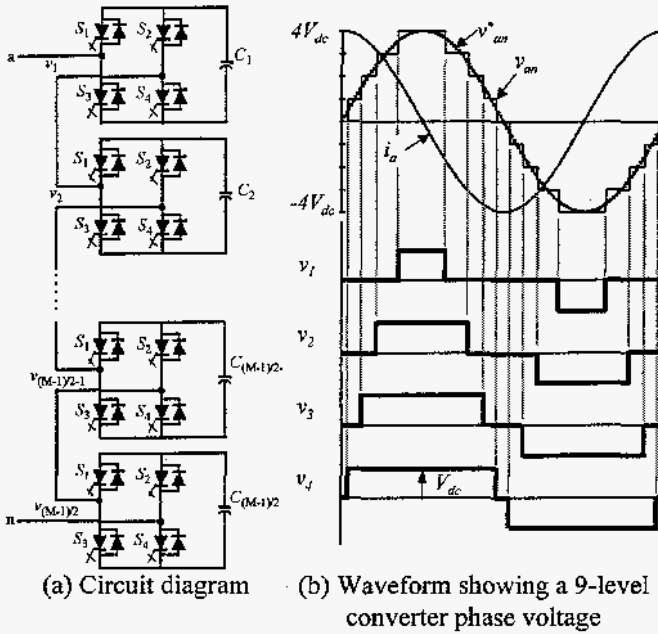 S1 S2 C1
a
v1
S3 S4
S1 S2 C2
v2
S3 S4
S1 S2 C(M-1)/2-
v(M-1)/2-1
S3 S4
S1 S2 C(M-1)/2
v(M-1)/2
n
S3 S4
(a) Circuit diagram
4Vdc
v*an
van
ia
-4Vdc
v1
v2
v3
v4
Vdc
(b) Waveform showing a 9-level
converter phase voltage